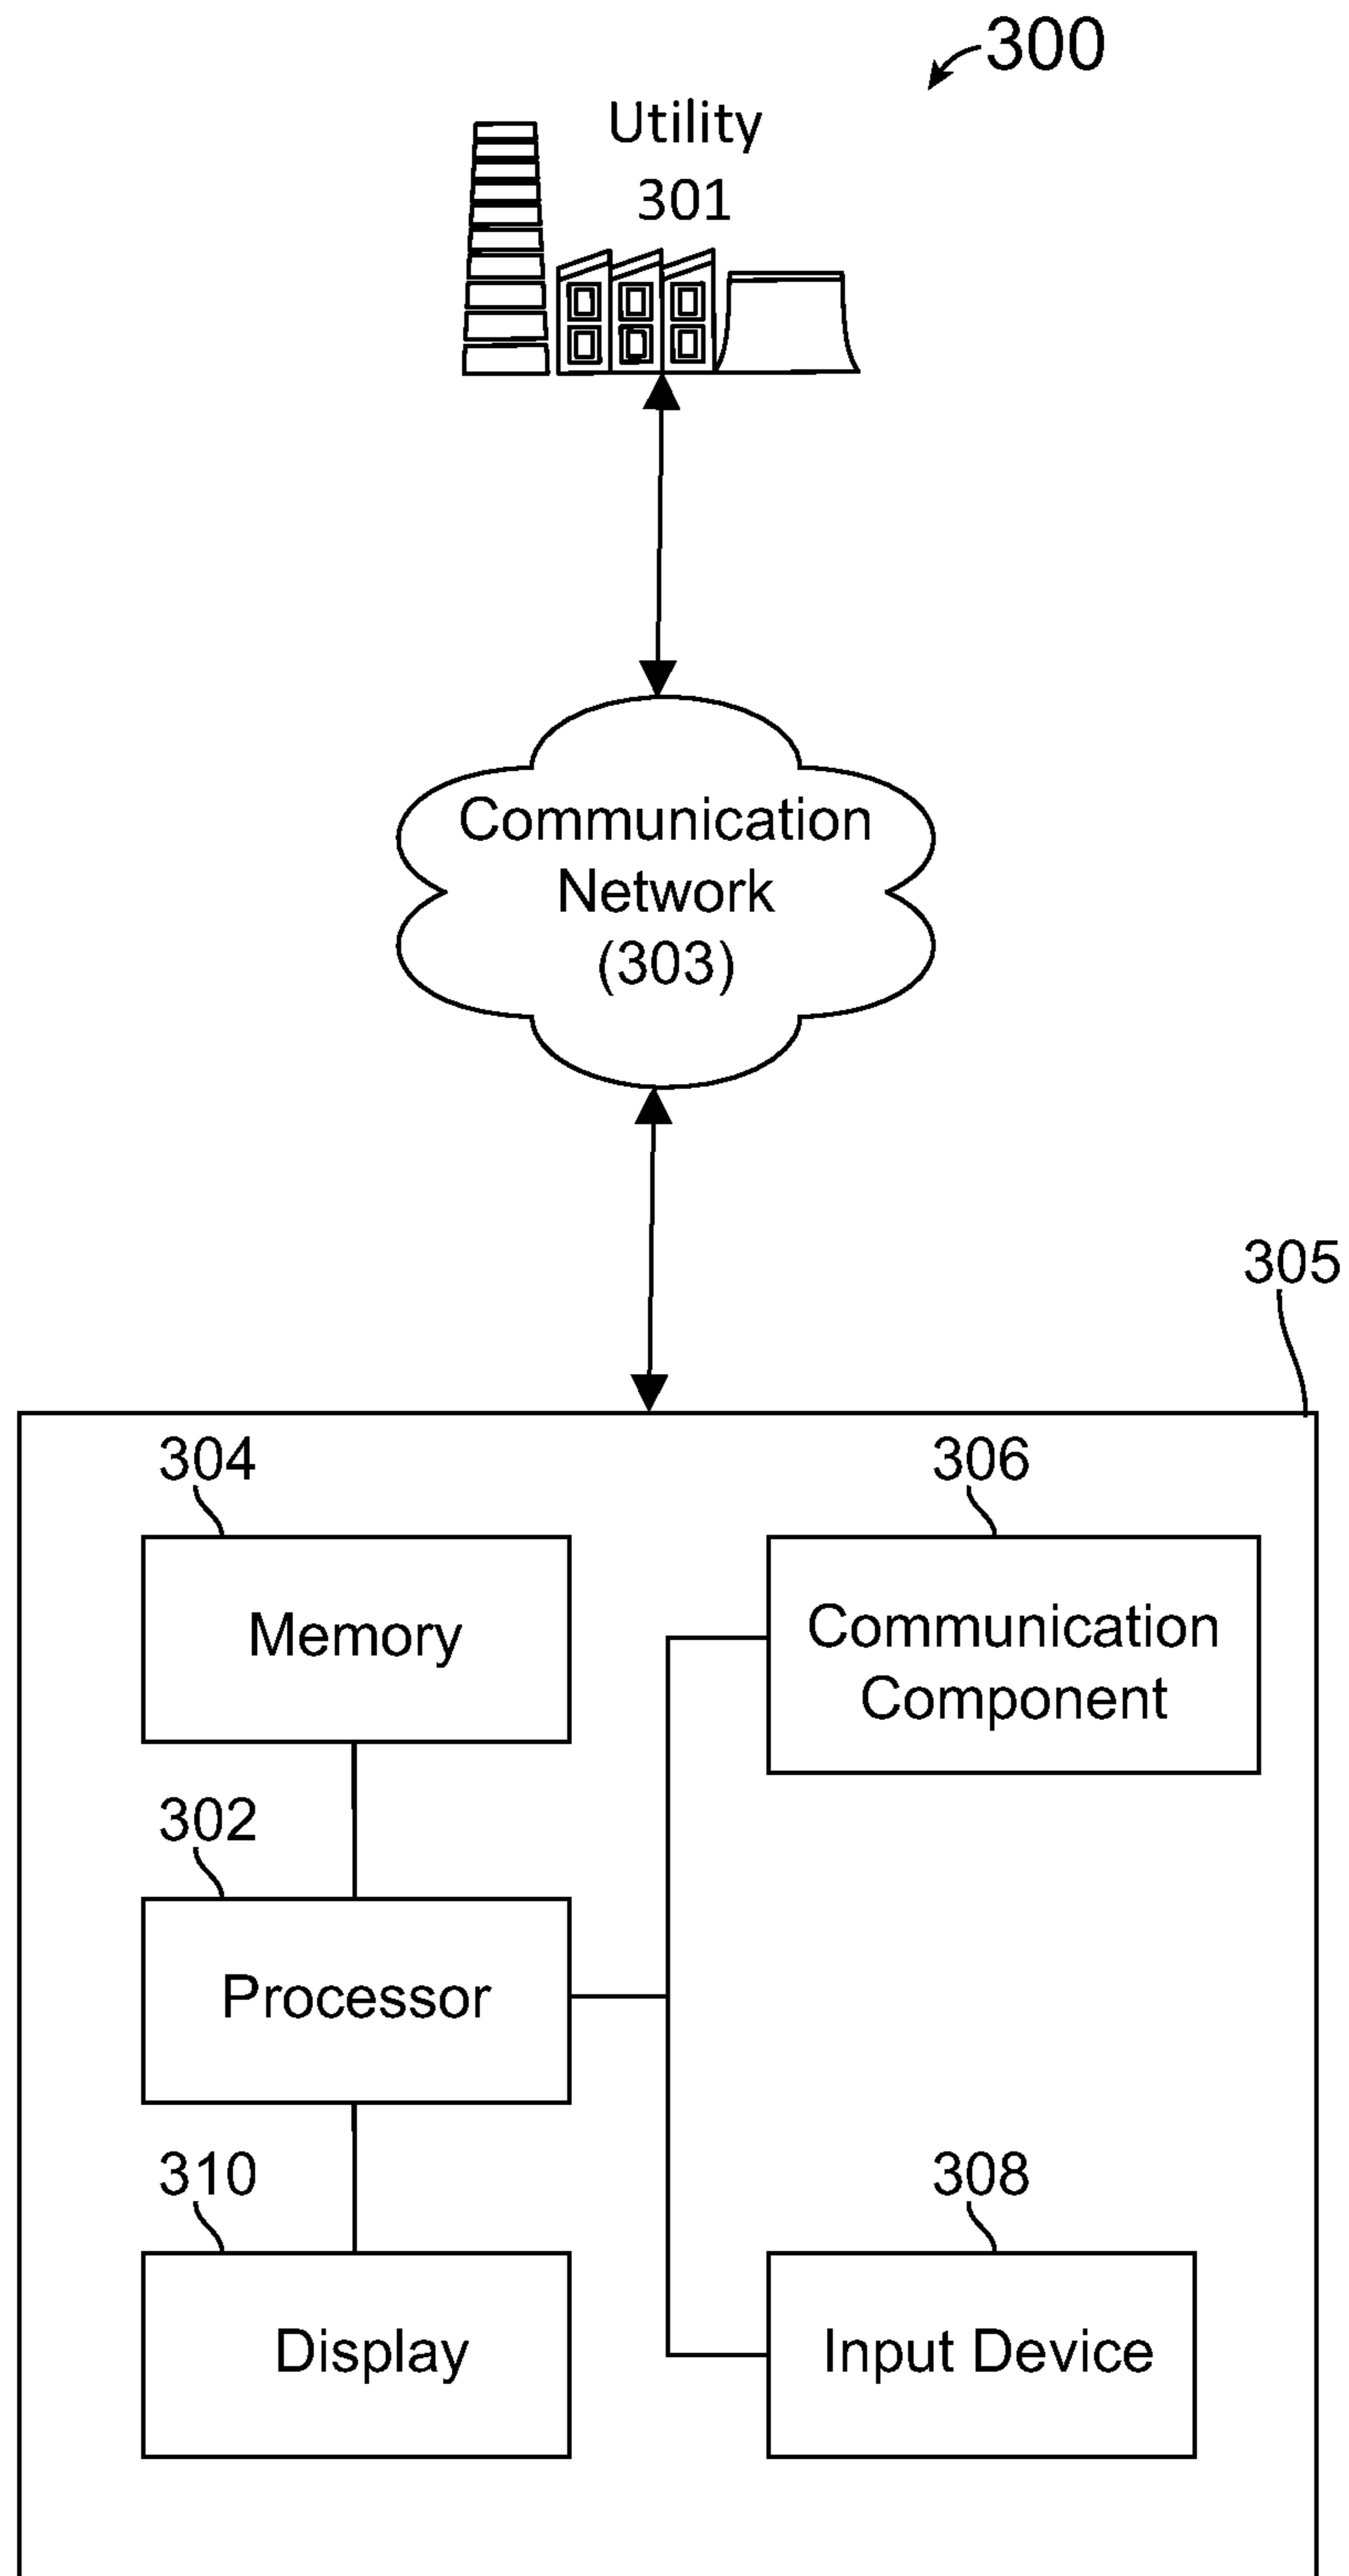 300
Utility
301
Communication
Network
(303)
305
304
306
Memory
Communication
Component
302
Processor
310
308
Display
Input Device